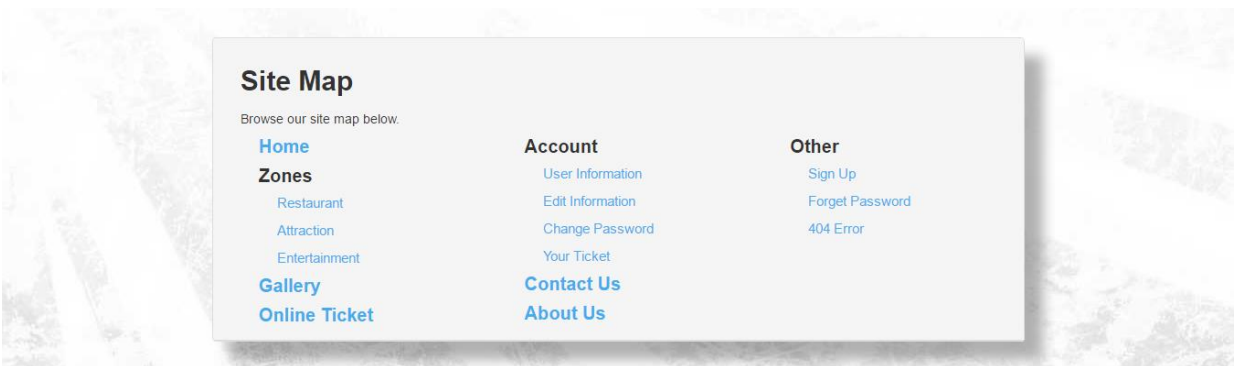 Site Map
Browse our site map below.
Home
Zones
Restaurant
Attraction
Entertainment
Gallery
Online Ticket
Account
User Information
Edit Information
Change Password
Your Ticket
Contact Us
About Us
Other
Sign Up
Forget Password
404 Error